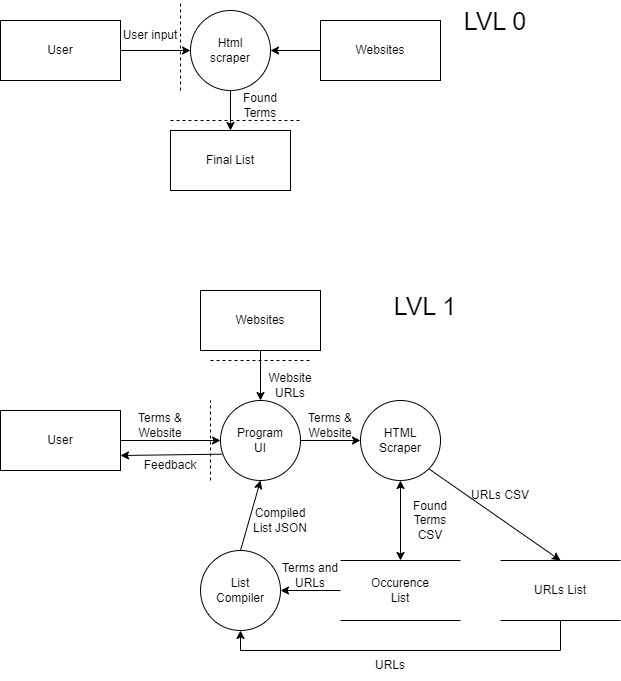 LVL 0
User
User input
Html
scraper
Websites
Found
Terms
Final List
LVL 1
Websites
Website
URLs
User
Terms &
Website
Feedback
Program
UI
Terms &
Website
HTML
Scraper
URLs CSV
Found
Terms
CSV
Compiled
List JSON
List
Compiler
Terms and
URLs
Occurence
List
URLs List
URLs